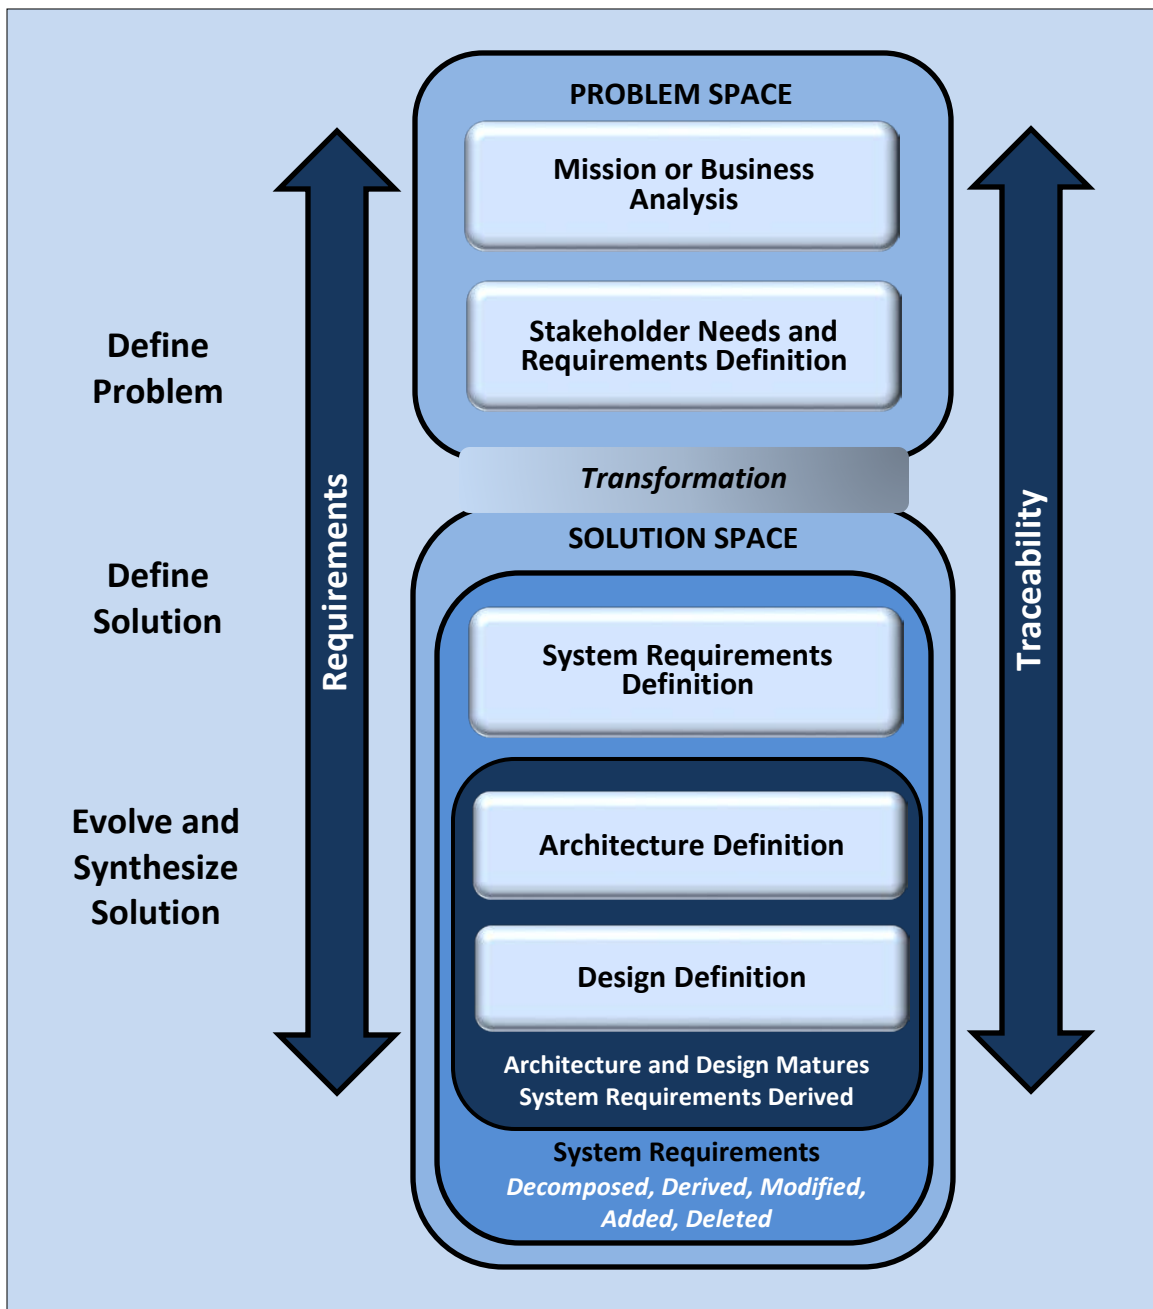 PROBLEM SPACE
Mission or Business
Analysis
Stakeholder Needs and
Requirements Definition
Define
Problem
Transformation
Requirements
Traceability
SOLUTION SPACE
Define
Solution
System Requirements
Definition
Evolve and
Synthesize
Solution
Architecture Definition
Design Definition
Architecture and Design Matures
System Requirements Derived
System Requirements
Decomposed, Derived, Modified,
Added, Deleted